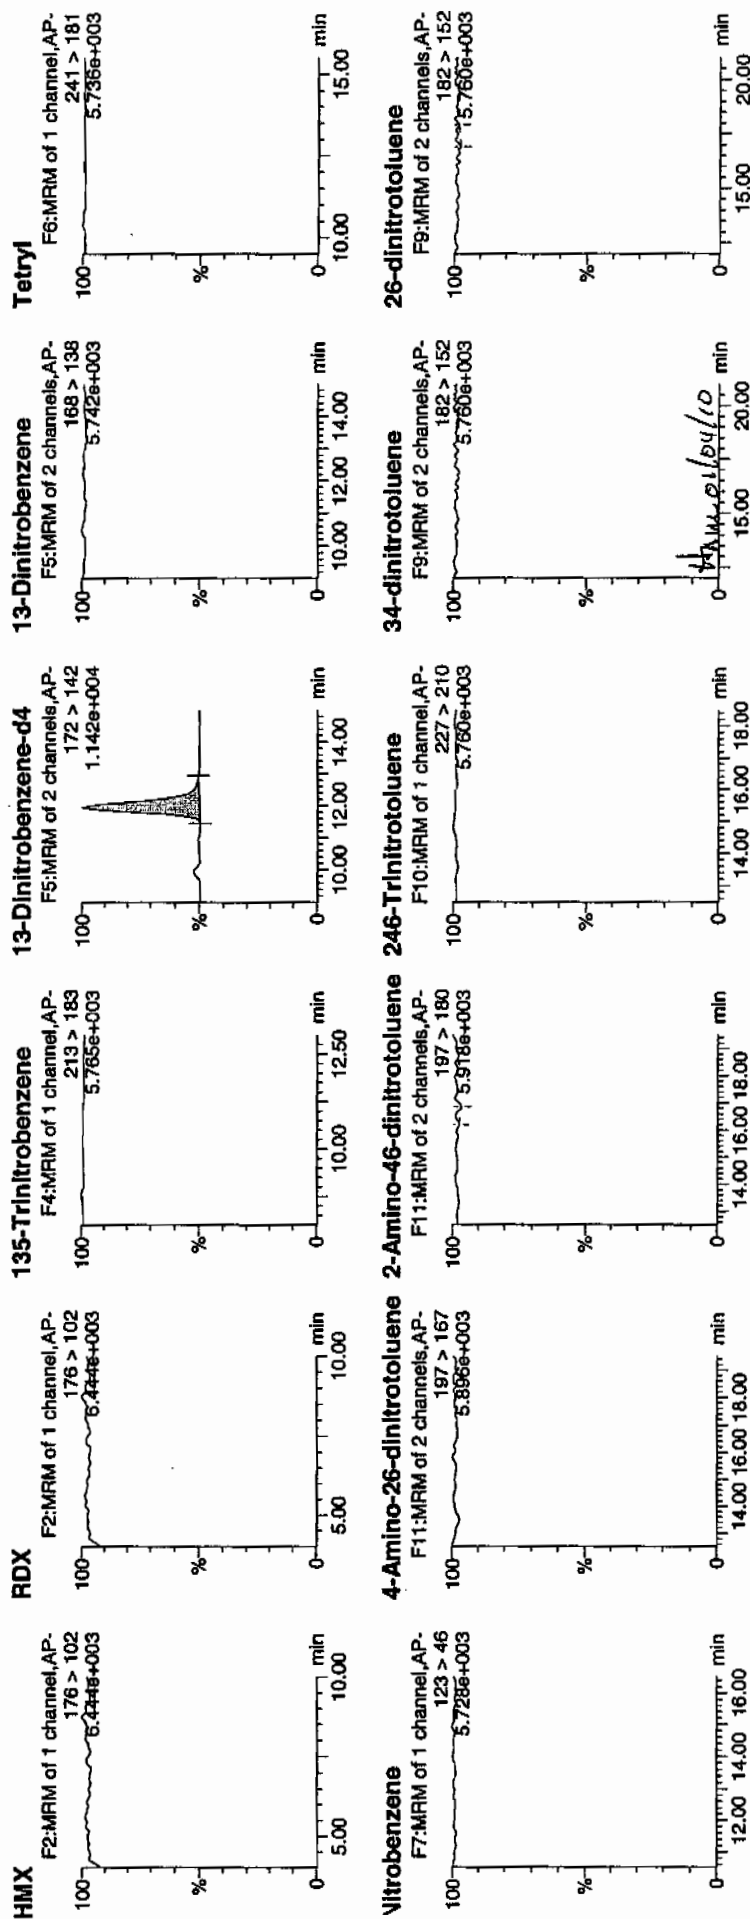 HMX
F2:MRM of 1 channel,AP-
176 > 102
6.444e+003
100
%
0
5.00
10.00
min
RDX
F2:MRM of 1 channel,AP-
176 > 102
6.444e+003
100
%
0
5.00
10.00
min
135-Trinitrobenzene
F4:MRM of 1 channel,AP-
213 > 183
5.765e+003
100
%
0
10.00
12.50
min
13-Dinitrobenzene-d4
F5:MRM of 2 channels,AP-
172 > 142
1.142e+004
100
%
0
10.00
12.00
14.00
min
13-Dinitrobenzene
F5:MRM of 2 channels,AP-
168 > 138
5.742e+003
100
%
0
10.00
12.00
14.00
min
Tetryl
F6:MRM of 1 channel,AP-
241 > 181
5.736e+003
100
%
0
10.00
15.00
min
Nitrobenzene
F7:MRM of 1 channel,AP-
123 > 46
5.728e+003
100
%
0
12.00
14.00
16.00
min
4-Amino-26-dinitrotoluene
F11:MRM of 2 channels,AP-
197 > 167
5.896e+003
100
%
0
14.00
16.00
18.00
min
2-Amino-46-dinitrotoluene
F11:MRM of 2 channels,AP-
197 > 180
5.918e+003
100
%
0
14.00
16.00
18.00
min
246-Trinitrotoluene
F10:MRM of 1 channel,AP-
227 > 210
5.760e+003
100
%
0
14.00
16.00
18.00
min
34-dinitrotoluene
F9:MRM of 2 channels,AP-
182 > 152
5.760e+003
100
%
0
15.00
20.00
min
01/04/10
26-dinitrotoluene
F9:MRM of 2 channels,AP-
182 > 152
5.760e+003
100
%
0
15.00
20.00
min